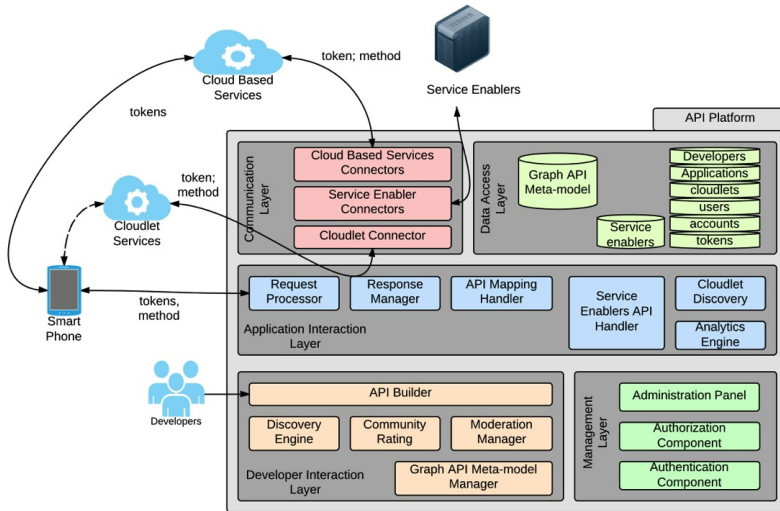 SERVER
token; method
Cloud Based
Services
Service Enablers
tokens
API Platform
token;
method
Cloudlet
Services
Communication
Layer
Cloud Based Services
Connectors
Service Enabler
Connectors
Cloudlet Connector
Data Access
Layer
Graph API
Meta-model
Service
enablers
Developers
Applications
cloudlets
users
accounts
tokens
Smart
Phone
tokens,
method
Request
Processor
Response
Manager
API Mapping
Handler
Service
Enablers API
Handler
Cloudlet
Discovery
Analytics
Engine
Application Interaction
Layer
Developers
API Builder
Discovery
Engine
Community
Rating
Moderation
Manager
Graph API Meta-model
Manager
Developer Interaction
Layer
Management
Layer
Administration Panel
Authorization
Component
Authentication
Component